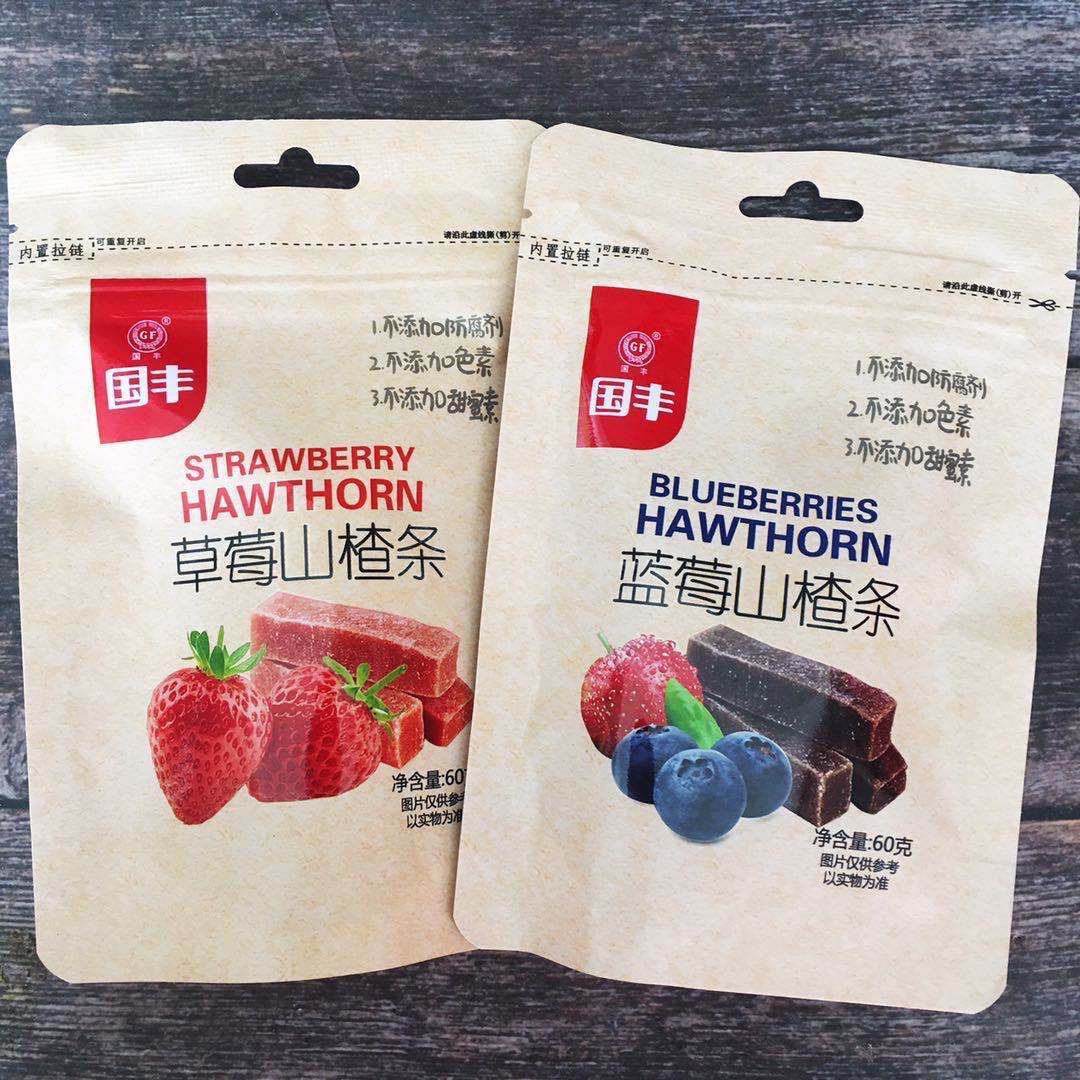 内置拉链
可重复开启
请沿此虚线撕(剪)开
GF
®
国丰
国丰
1.不添加防腐剂
2.不添加色素
3.不添加甜蜜素
STRAWBERRY
HAWTHORN
草莓山楂条
净含量:60
图片仅供参考
以实物为准
内置拉链
可重复开启
请沿此虚线撕(剪)开
GF
®
国丰
国丰
1.不添加防腐剂
2.不添加色素
3.不添加甜蜜素
BLUEBERRIES
HAWTHORN
蓝莓山楂条
净含量:60克
图片仅供参考
以实物为准